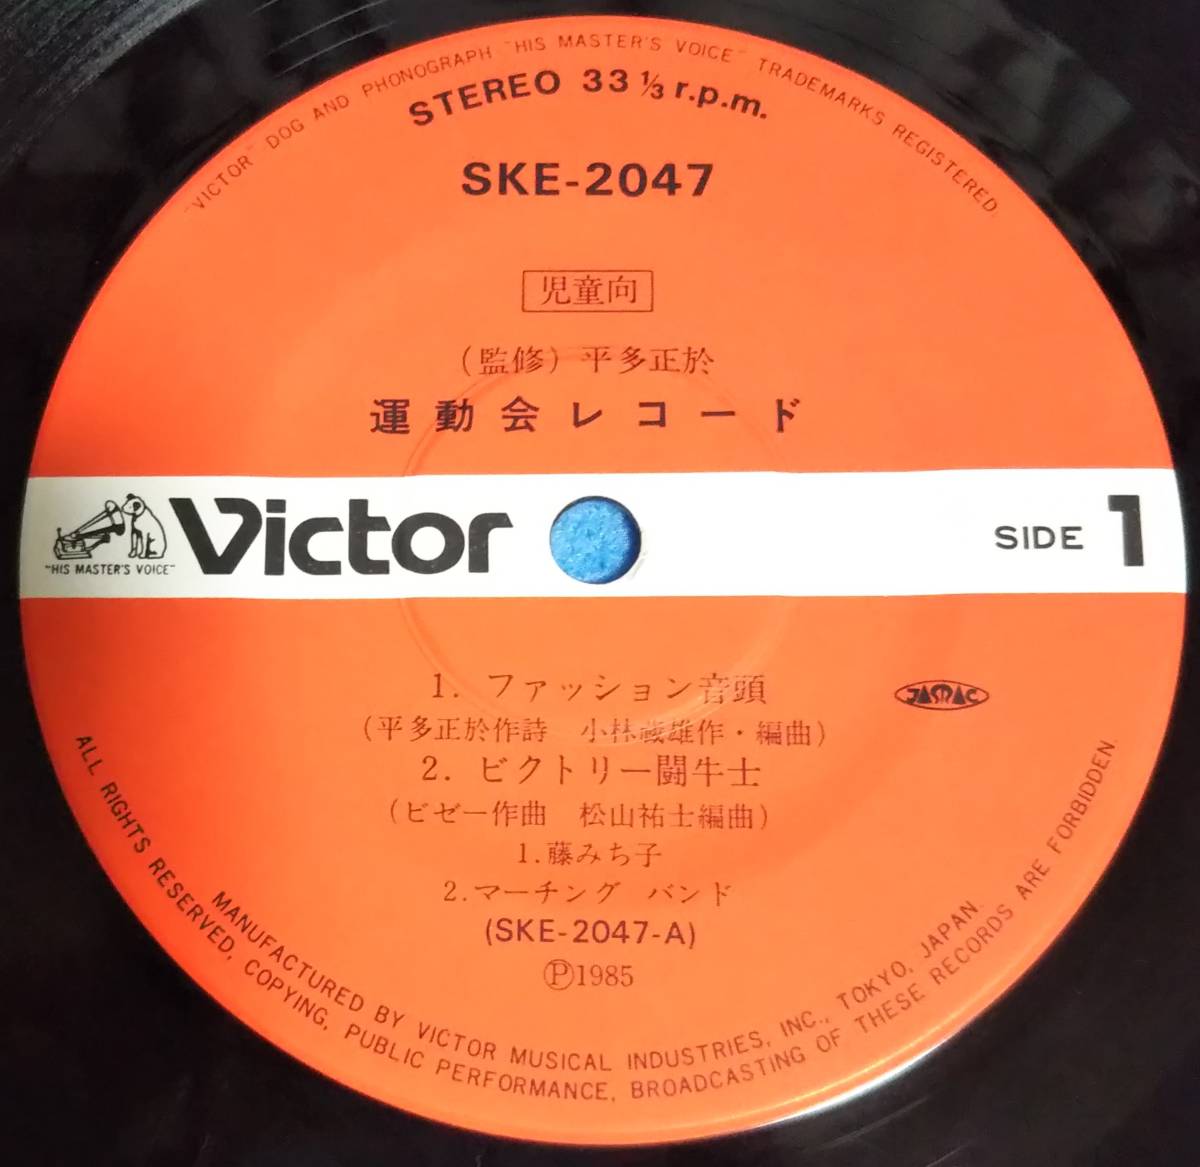 "VICTOR" DOG AND PHONOGRAPH "HIS MASTER'S VOICE" TRADEMARKS REGISTERED.
STEREO 33 1/3 r.p.m.
SKE-2047
児童向
(監修) 平多正於
運動会レコード
"HIS MASTER'S VOICE"
Victor
SIDE 1
1. ファッション音頭
JASRAC
(平多正於作詩 小林蔵雄作・編曲)
2. ビクトリー闘牛士
(ビゼー作曲 松山祐士編曲)
1.藤みち子
2.マーチング バンド
(SKE-2047-A)
Ⓟ1985
MANUFACTURED BY VICTOR MUSICAL INDUSTRIES, INC., TOKYO, JAPAN.
ALL RIGHTS RESERVED, COPYING, PUBLIC PERFORMANCE, BROADCASTING OF THESE RECORDS ARE FORBIDDEN.